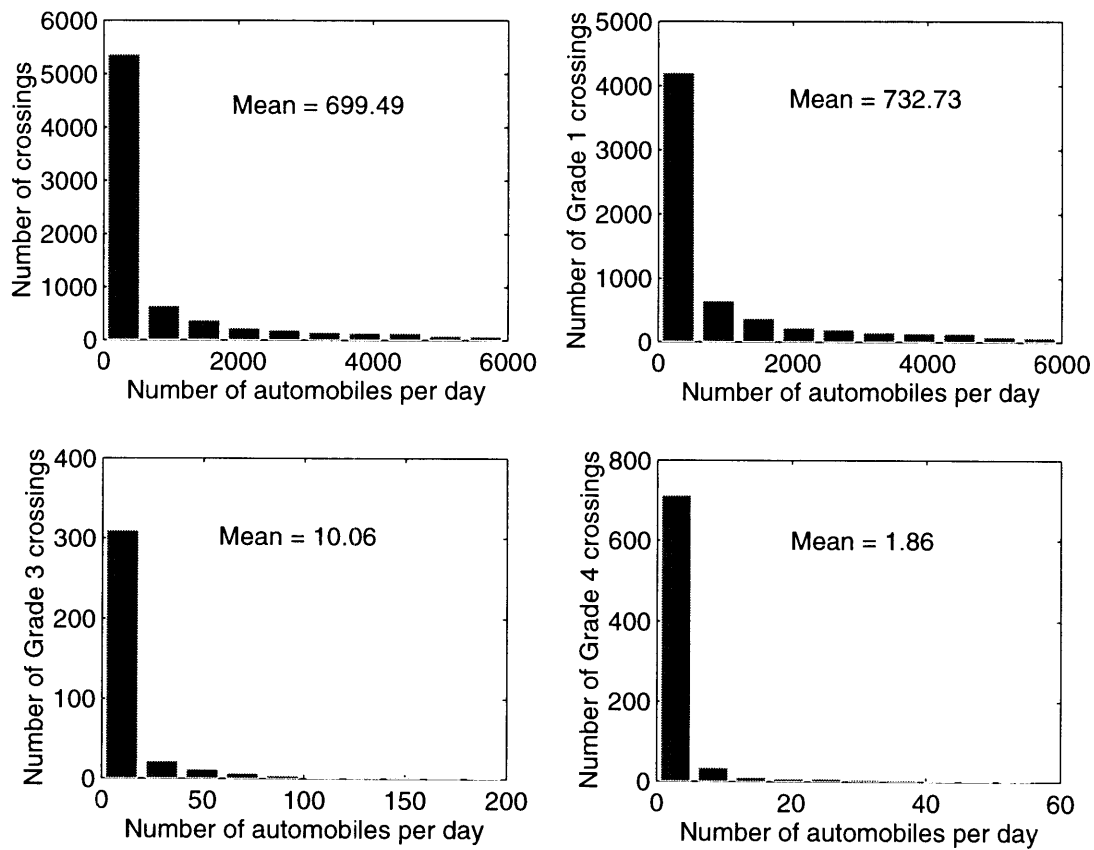 Number of crossings
6000
5000
4000
3000
2000
1000
0
Mean = 699.49
0 2000 4000 6000
Number of automobiles per day
Number of Grade 1 crossings
5000
4000
3000
2000
1000
0
Mean = 732.73
0 2000 4000 6000
Number of automobiles per day
Number of Grade 3 crossings
400
300
200
100
0
Mean = 10.06
0 50 100 150 200
Number of automobiles per day
Number of Grade 4 crossings
800
600
400
200
0
Mean = 1.86
0 20 40 60
Number of automobiles per day